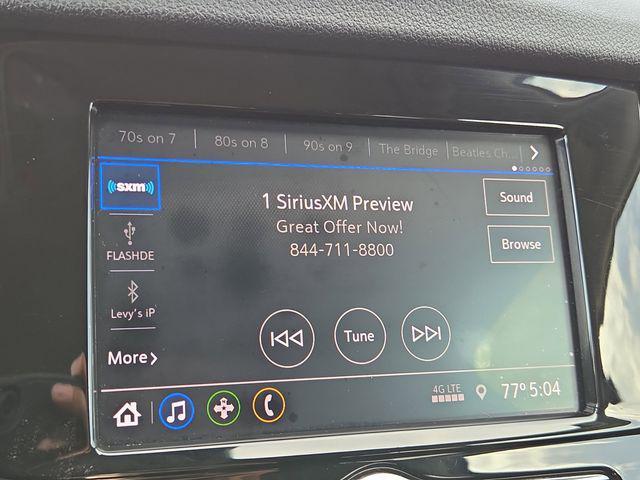 70s on 7 80s on 8 90s on 9 The Bridge Beatles Ch...
sxm
1 SiriusXM Preview
Great Offer Now!
844-711-8800
Sound
Browse
FLASHDE
Levy's iP
More
Tune
4G LTE
77° 5:04